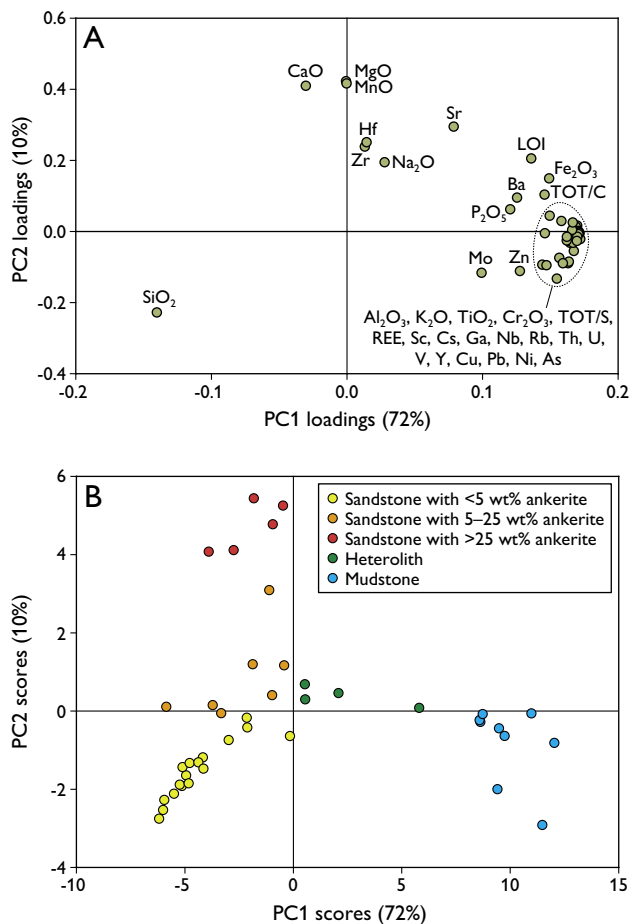 A
0.6
0.4
0.2
0.0
-0.2
-0.4
PC2 loadings (10%)
CaO
MgO
MnO
Hf
Zr
Na₂O
Sr
LOI
Fe₂O₃
TOT/C
Ba
P₂O₅
Mo
Zn
SiO₂
Al₂O₃, K₂O, TiO₂, Cr₂O₃, TOT/S,
REE, Sc, Cs, Ga, Nb, Rb, Th, U,
V, Y, Cu, Pb, Ni, As
-0.2
-0.1
0.0
0.1
0.2
PC1 loadings (72%)
B
6
4
2
0
-2
-4
PC2 scores (10%)
Sandstone with <5 wt% ankerite
Sandstone with 5–25 wt% ankerite
Sandstone with >25 wt% ankerite
Heterolith
Mudstone
-10
-5
0
5
10
15
PC1 scores (72%)